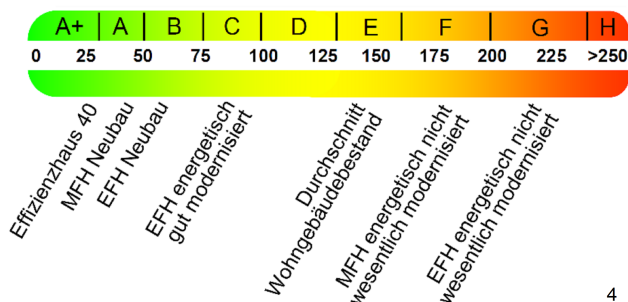 A+ A B C D E F G H
0 25 50 75 100 125 150 175 200 225 >250
Effizienzhaus 40
MFH Neubau
EFH Neubau
EFH energetisch
gut modernisiert
Durchschnitt
Wohngebäudebestand
MFH energetisch nicht
wesentlich modernisiert
EFH energetisch nicht
wesentlich modernisiert
4